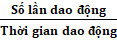 Số lần dao động
Thời gian dao động